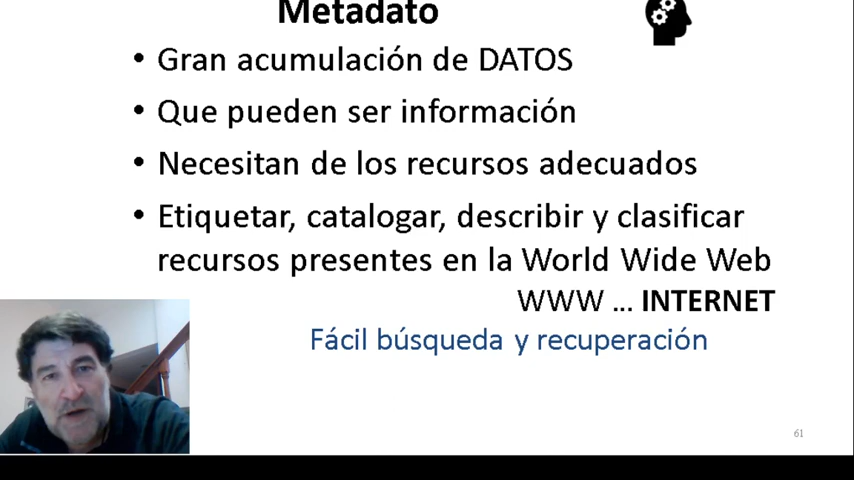 Metadato
• Gran acumulación de DATOS
• Que pueden ser información
• Necesitan de los recursos adecuados
• Etiquetar, catalogar, describir y clasificar
recursos presentes en la World Wide Web
WWW ... INTERNET
Fácil búsqueda y recuperación
61